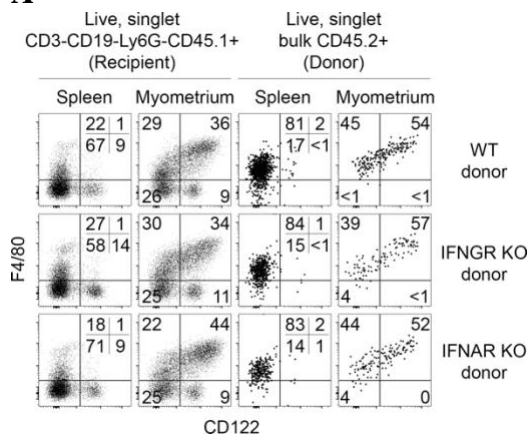 Live, singlet
CD3-CD19-Ly6G-CD45.1+
(Recipient)
Live, singlet
bulk CD45.2+
(Donor)
Spleen Myometrium Spleen Myometrium
22 1
67 9
29 36
26 9
81 2
17 <1
45 54
<1 <1
WT
donor
27 1
58 14
30 34
25 11
84 1
15 <1
39 57
4 <1
IFNGR KO
donor
18 1
71 9
22 44
25 9
83 2
14 1
44 52
4 0
IFNAR KO
donor
F4/80
CD122